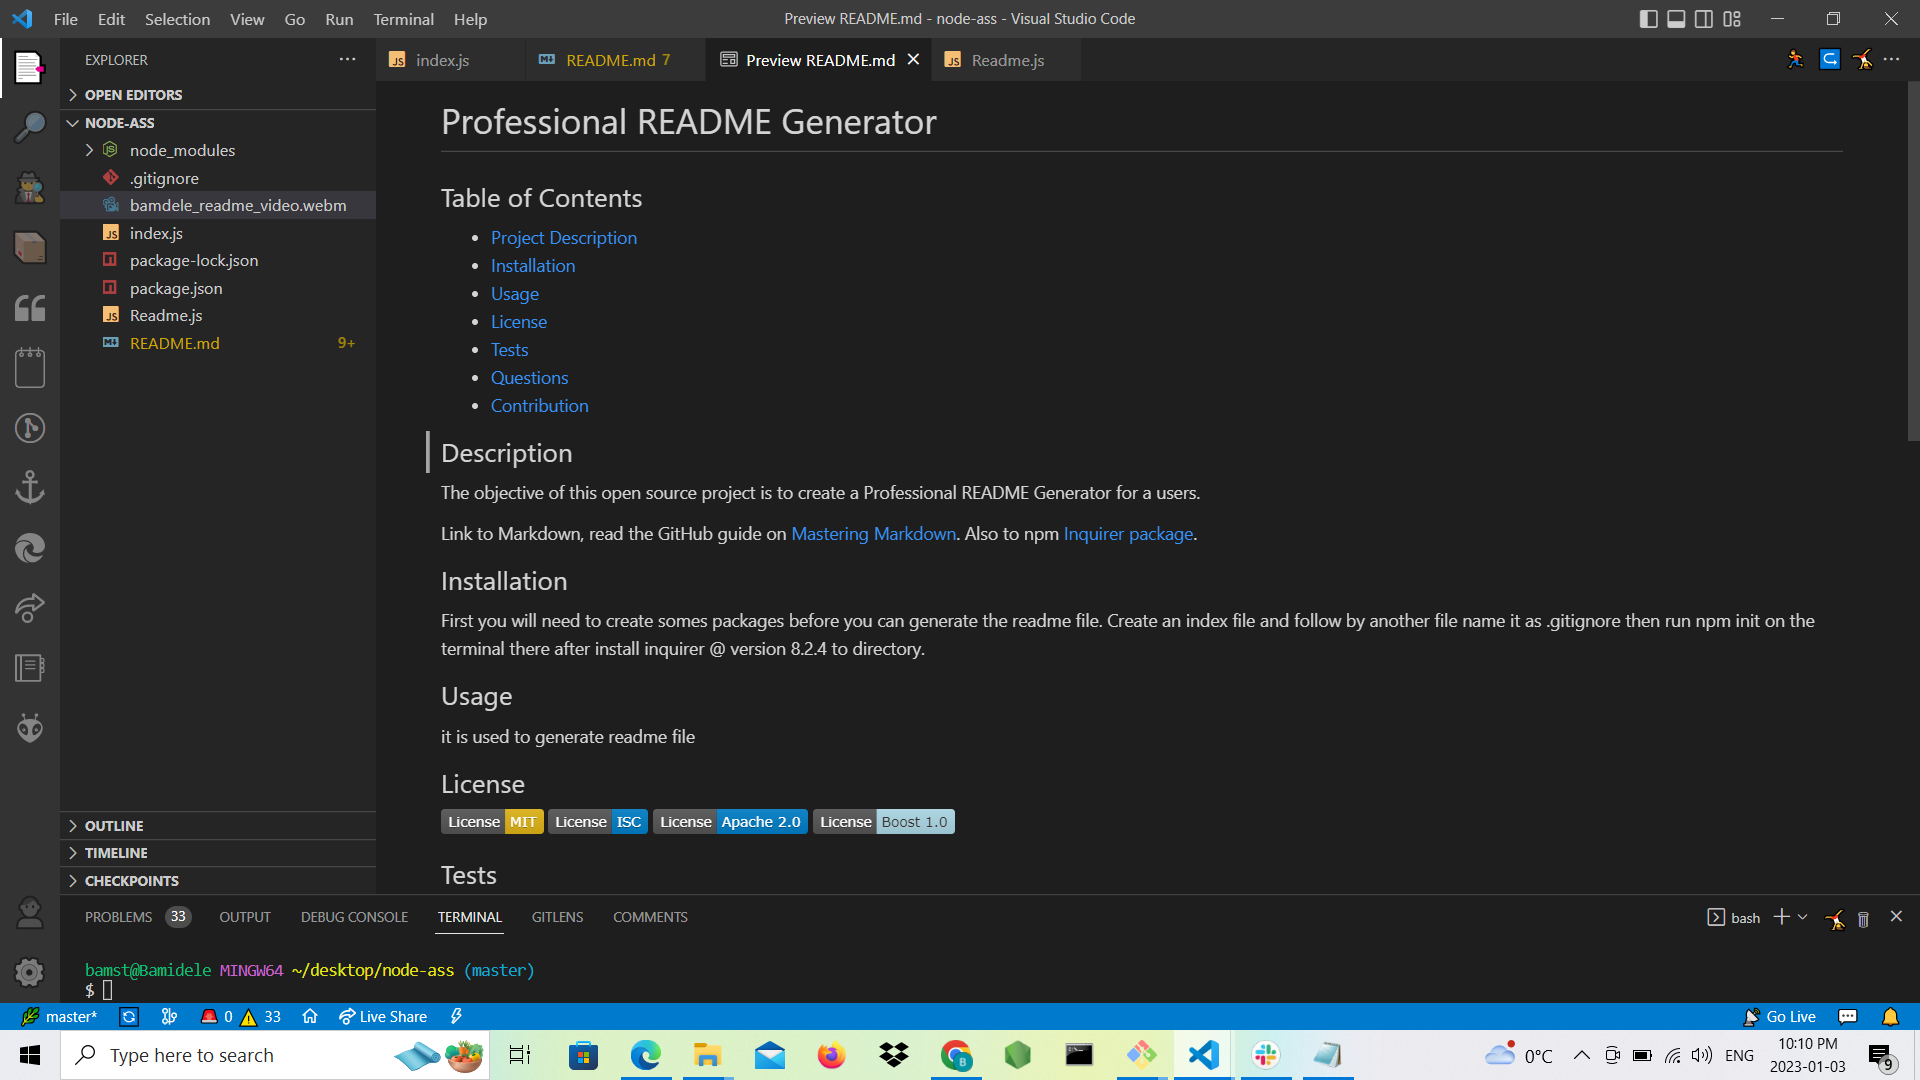 File Edit Selection View Go Run Terminal Help
Preview README.md - node-ass - Visual Studio Code
EXPLORER
OPEN EDITORS
NODE-ASS
node_modules
.gitignore
bamdele_readme_video.webm
index.js
package-lock.json
package.json
Readme.js
README.md 9+
OUTLINE
TIMELINE
CHECKPOINTS
index.js
README.md 7
Preview README.md
Readme.js
Professional README Generator
Table of Contents
• Project Description
• Installation
• Usage
• License
• Tests
• Questions
• Contribution
Description
The objective of this open source project is to create a Professional README Generator for a users.
Link to Markdown, read the GitHub guide on Mastering Markdown. Also to npm Inquirer package.
Installation
First you will need to create somes packages before you can generate the readme file. Create an index file and follow by another file name it as .gitignore then run npm init on the
terminal there after install inquirer @ version 8.2.4 to directory.
Usage
it is used to generate readme file
License
License MIT License ISC License Apache 2.0 License Boost 1.0
Tests
PROBLEMS 33 OUTPUT DEBUG CONSOLE TERMINAL GITLENS COMMENTS
bash
bamst@Bamidele MINGW64 ~/desktop/node-ass (master)
$
master* 0 33 Live Share
Go Live
Type here to search
0°C
ENG
10:10 PM
2023-01-03
9